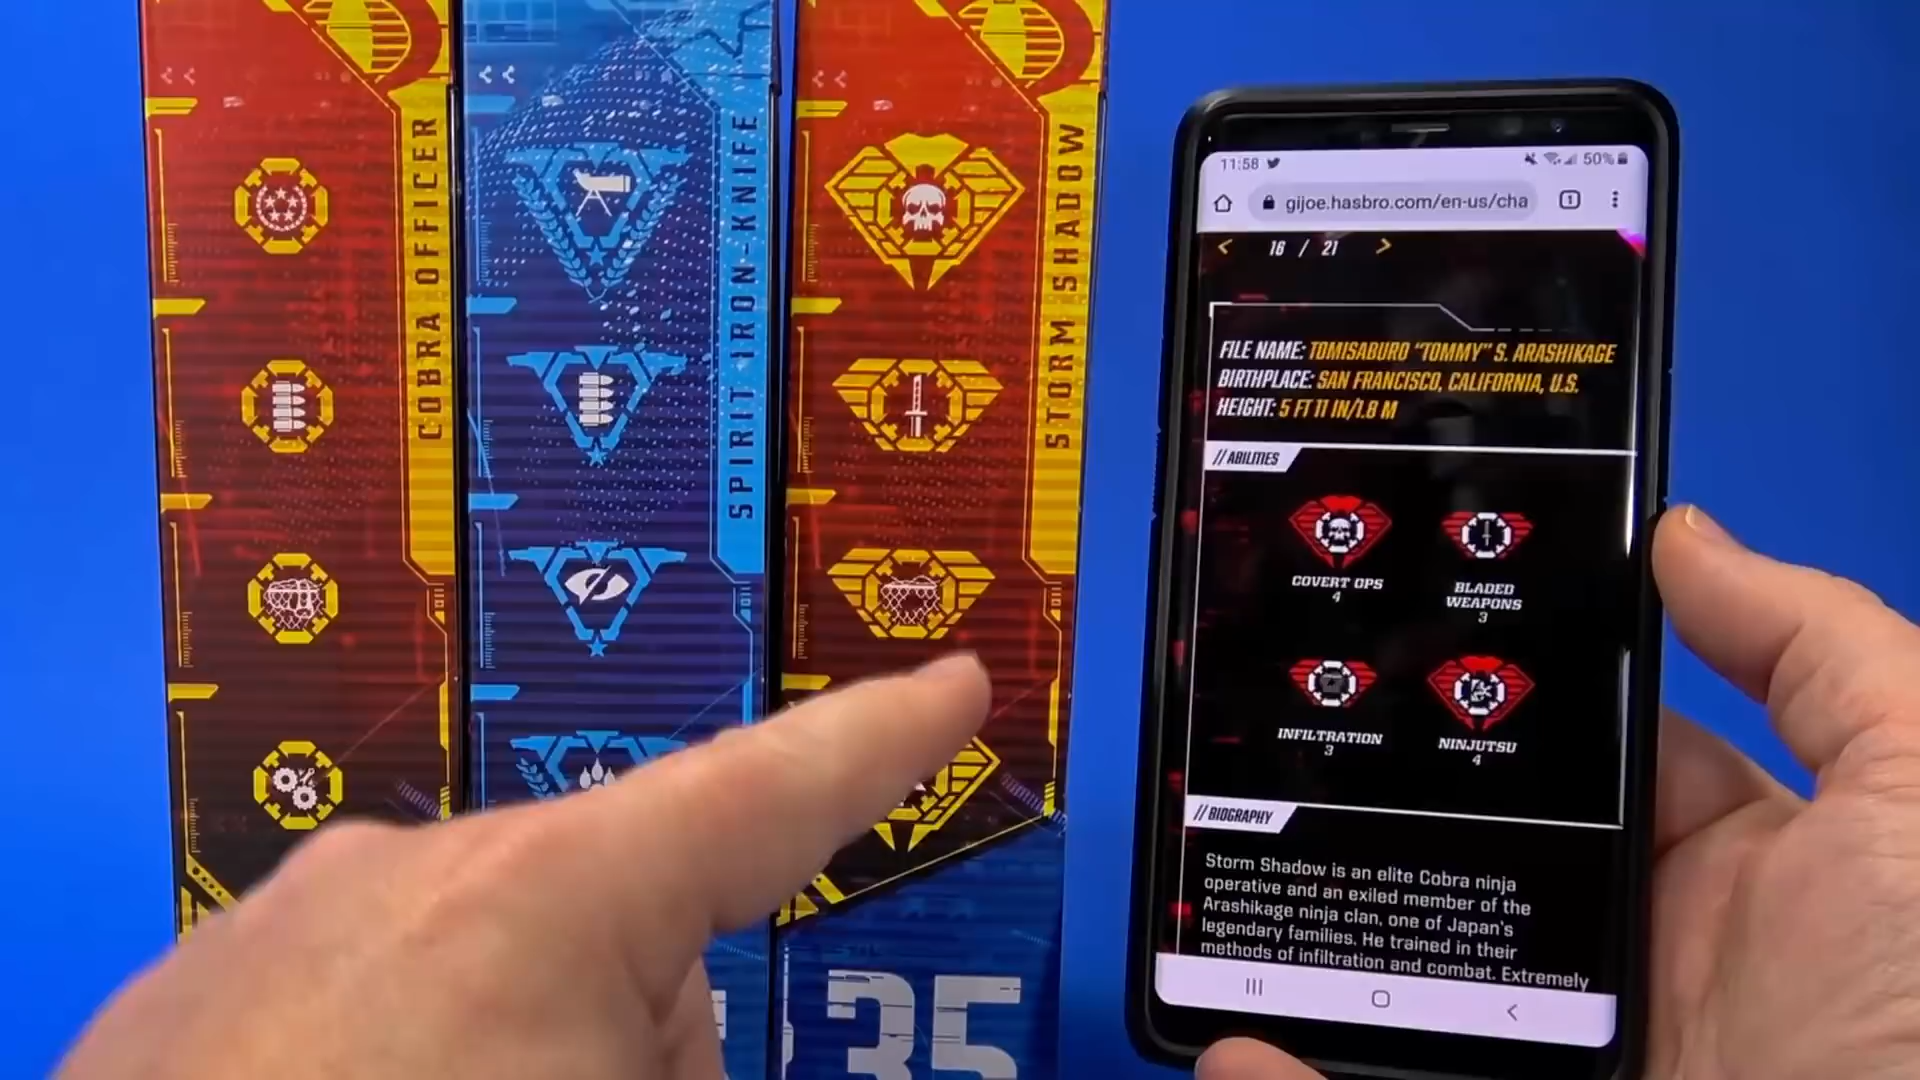 COBRA OFFICER
SPIRIT IRON-KNIFE
STORM SHADOW
35
11:58
50%
gijoe.hasbro.com/en-us/cha
1
< 16 / 21 >
FILE NAME: TOMISABURO "TOMMY" S. ARASHIKAGE
BIRTHPLACE: SAN FRANCISCO, CALIFORNIA, U.S.
HEIGHT: 5 FT 11 IN/1.8 M
// ABILITIES
COVERT OPS
4
BLADED
WEAPONS
3
INFILTRATION
3
NINJUTSU
4
// BIOGRAPHY
Storm Shadow is an elite Cobra ninja
operative and an exiled member of the
Arashikage ninja clan, one of Japan's
legendary families. He trained in their
methods of infiltration and combat. Extremely